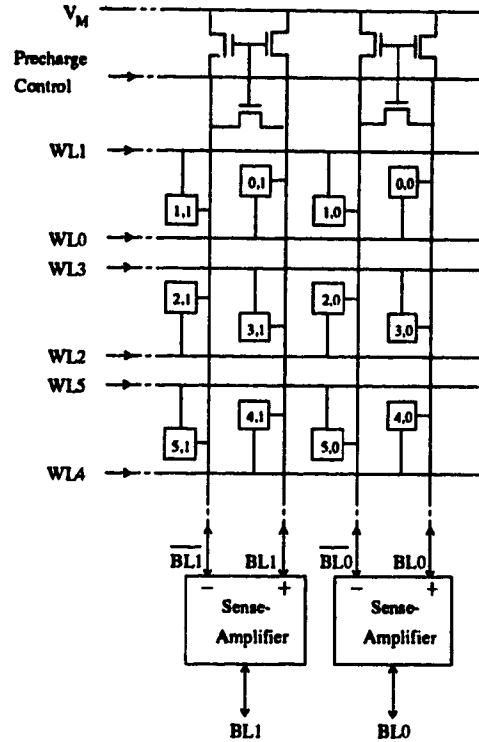 V_M
Precharge
Control
WL1
0,1 0,0
1,1 1,0
WL0
WL3
2,1 2,0
3,1 3,0
WL2
WL5
4,1 4,0
5,1 5,0
WL4
B̅L̅1̅ BL1 B̅L̅0̅ BL0
− + − +
Sense- Sense-
Amplifier Amplifier
BL1 BL0